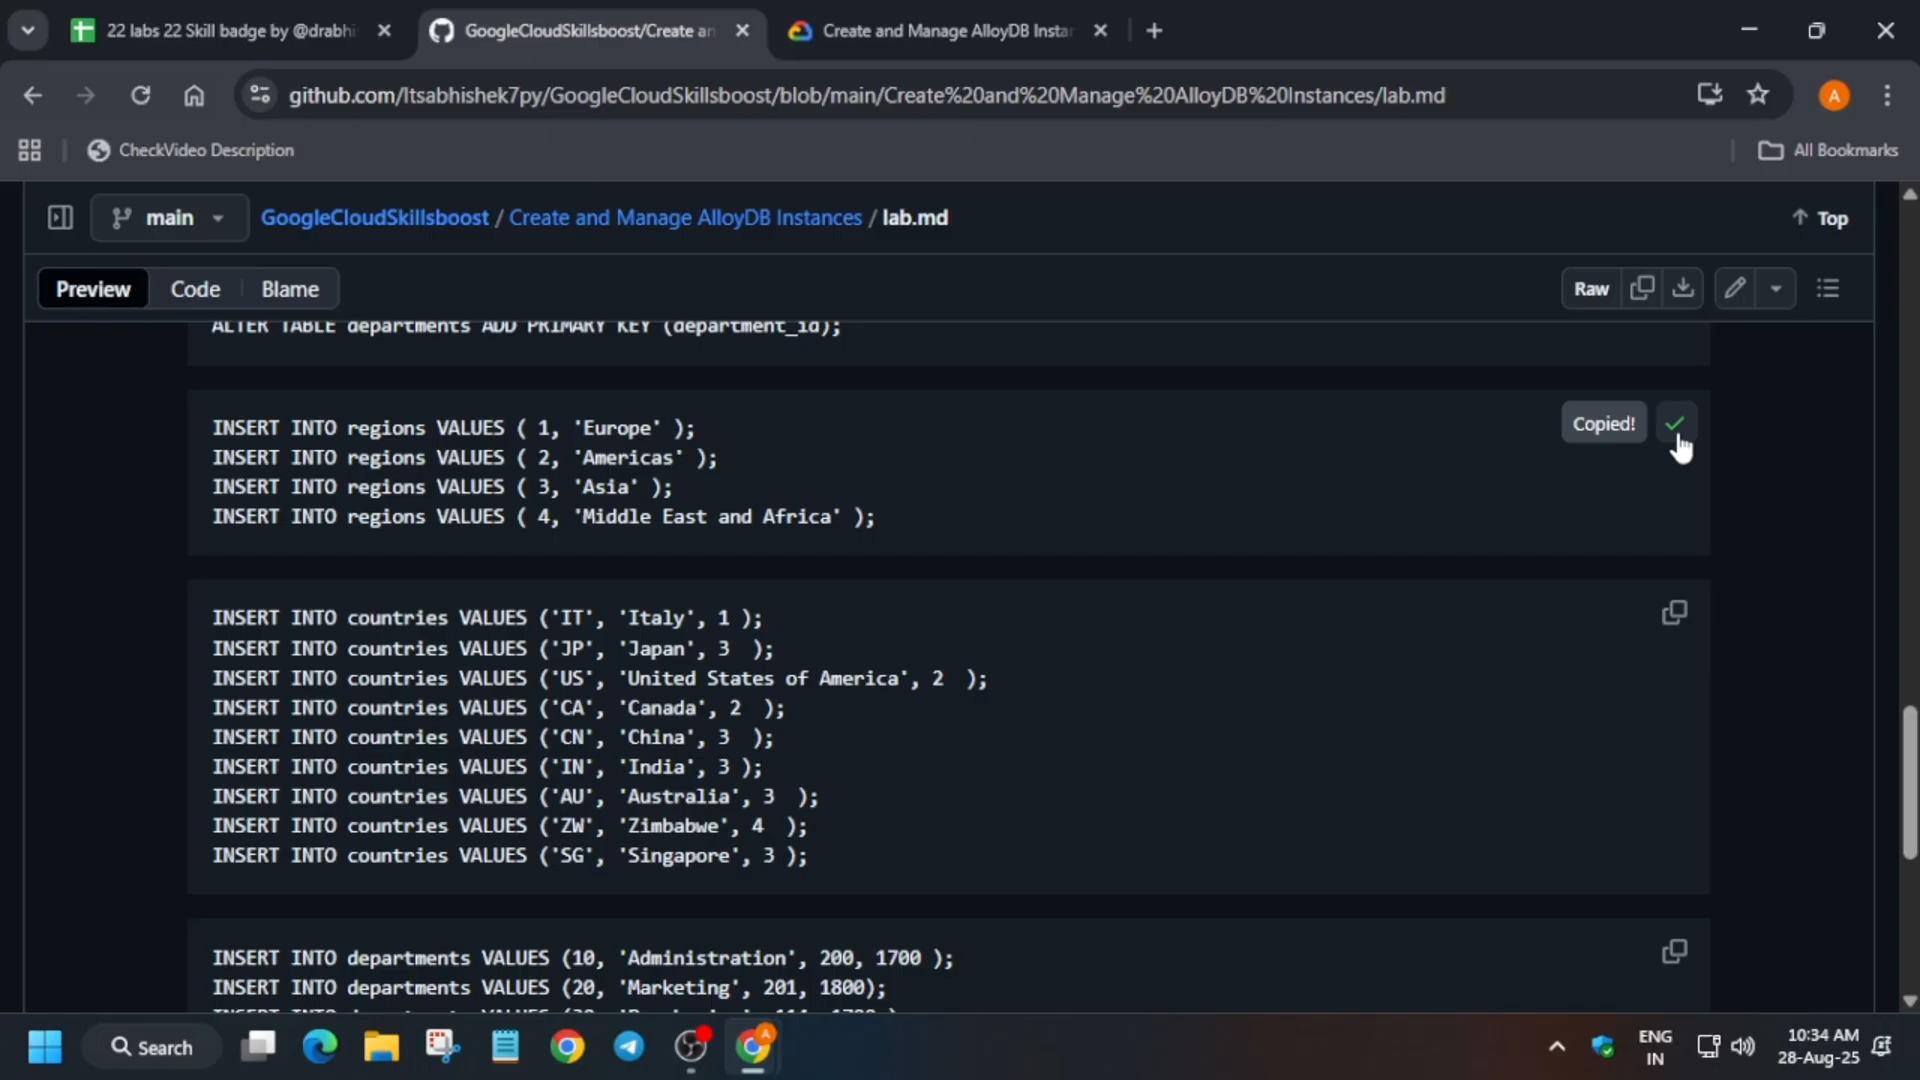 22 labs 22 Skill badge by @drabhi
GoogleCloudSkillsboost/Create an
Create and Manage AlloyDB Insta
github.com/Itsabhishek7py/GoogleCloudSkillsboost/blob/main/Create%20and%20Manage%20AlloyDB%20Instances/lab.md
A
CheckVideo Description
All Bookmarks
main
GoogleCloudSkillsboost / Create and Manage AlloyDB Instances / lab.md
Top
Preview
Code
Blame
Raw
ALTER TABLE departments ADD PRIMARY KEY (department_id);
INSERT INTO regions VALUES ( 1, 'Europe' );
INSERT INTO regions VALUES ( 2, 'Americas' );
INSERT INTO regions VALUES ( 3, 'Asia' );
INSERT INTO regions VALUES ( 4, 'Middle East and Africa' );
Copied!
INSERT INTO countries VALUES ('IT', 'Italy', 1 );
INSERT INTO countries VALUES ('JP', 'Japan', 3  );
INSERT INTO countries VALUES ('US', 'United States of America', 2  );
INSERT INTO countries VALUES ('CA', 'Canada', 2  );
INSERT INTO countries VALUES ('CN', 'China', 3  );
INSERT INTO countries VALUES ('IN', 'India', 3 );
INSERT INTO countries VALUES ('AU', 'Australia', 3  );
INSERT INTO countries VALUES ('ZW', 'Zimbabwe', 4  );
INSERT INTO countries VALUES ('SG', 'Singapore', 3 );
INSERT INTO departments VALUES (10, 'Administration', 200, 1700 );
INSERT INTO departments VALUES (20, 'Marketing', 201, 1800);
Search
A
ENG
IN
10:34 AM
28-Aug-25